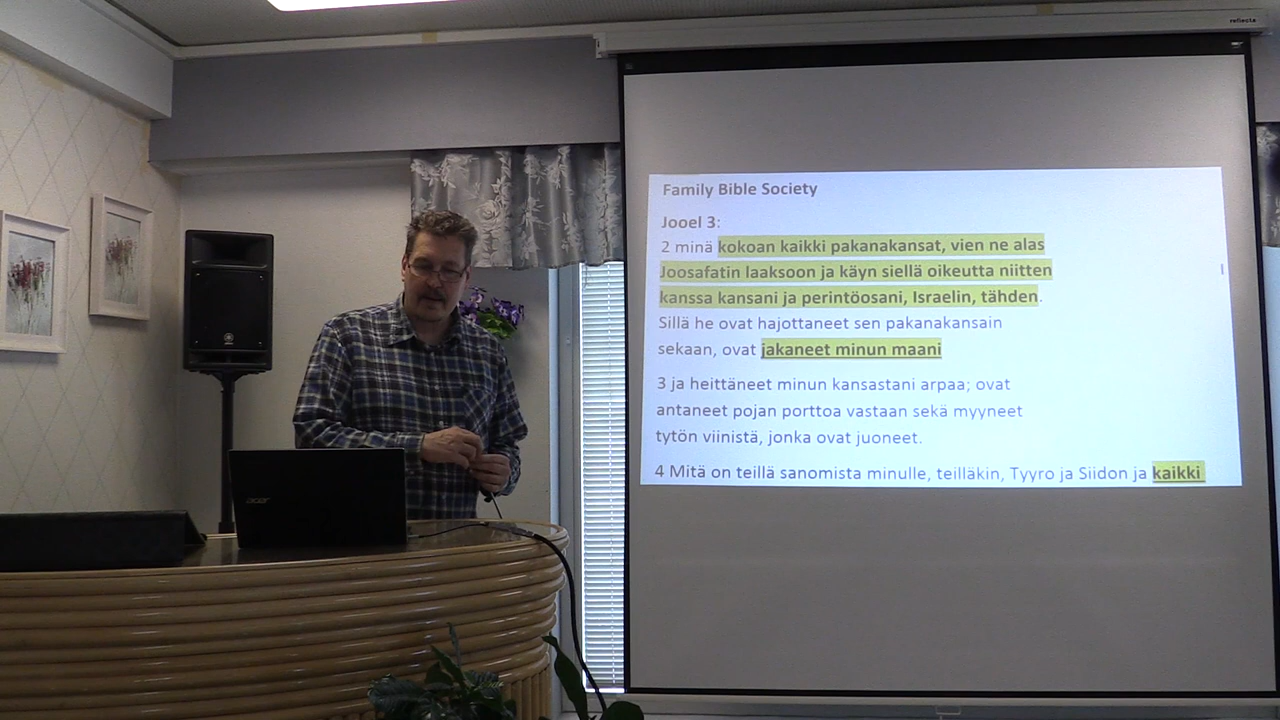 reflecta
Family Bible Society
Jooel 3:
2 minä kokoan kaikki pakanakansat, vien ne alas
Joosafatin laaksoon ja käyn siellä oikeutta niitten
kanssa kansani ja perintöosani, Israelin, tähden.
Sillä he ovat hajottaneet sen pakanakansain
sekaan, ovat jakaneet minun maani
3 ja heittäneet minun kansastani arpaa; ovat
antaneet pojan porttoa vastaan sekä myyneet
tytön viinistä, jonka ovat juoneet.
4 Mitä on teillä sanomista minulle, teilläkin, Tyyro ja Siidon ja kaikki
acer